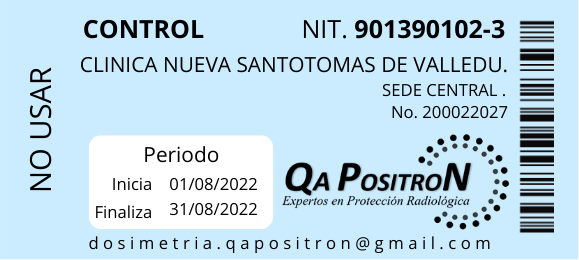 CONTROL NIT. 901390102-3
CLINICA NUEVA SANTOTOMAS DE VALLEDU.
SEDE CENTRAL .
No. 200022027
NO USAR
Periodo
Inicia 01/08/2022
Finaliza 31/08/2022
QA POSITRON
Expertos en Protección Radiológica
dosimetria.qapositron@gmail.com